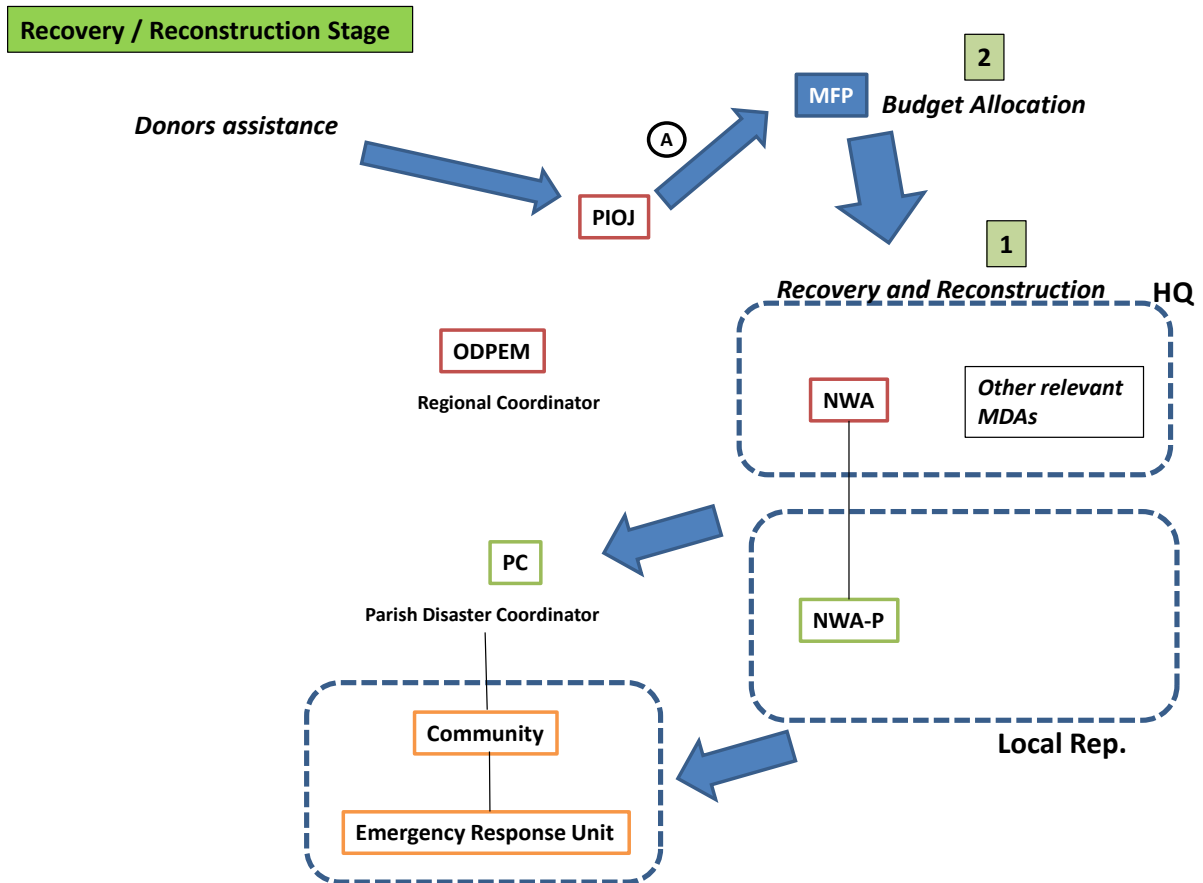 Recovery / Reconstruction Stage
2
MFP
Budget Allocation
Donors assistance
A
PIOJ
1
Recovery and Reconstruction
HQ
ODPEM
Regional Coordinator
NWA
Other relevant
MDAs
PC
Parish Disaster Coordinator
NWA-P
Community
Local Rep.
Emergency Response Unit